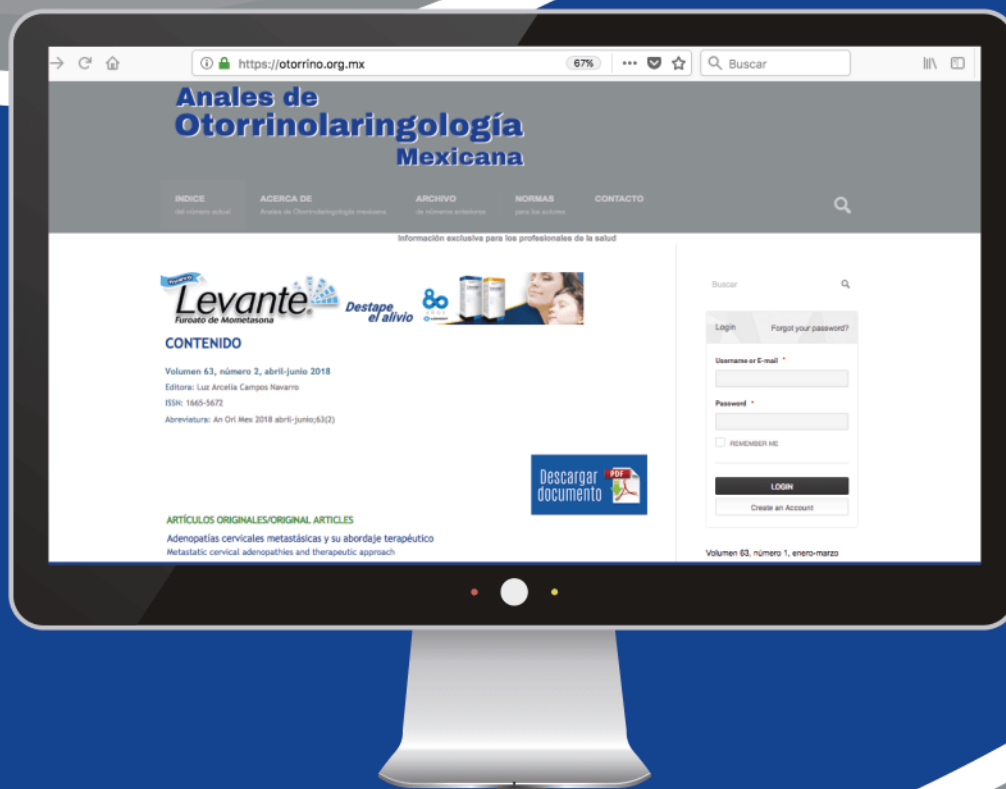 https://otorrino.org.mx
67%
Buscar
Anales de
Otorrinolaringología
Mexicana
INDICE
del número actual
ACERCA DE
Anales de Otorrinolaringología mexicana
ARCHIVO
de números anteriores
NORMAS
para los autores
CONTACTO
Información exclusiva para los profesionales de la salud
NUEVO
Levante®
Furoato de Mometasona
Destape
el alivio
80
AÑOS
CONTENIDO
Volumen 63, número 2, abril-junio 2018
Editora: Luz Arcelia Campos Navarro
ISSN: 1665-5672
Abreviatura: An Orl Mex 2018 abril-junio;63(2)
Descargar
documento
PDF
ARTÍCULOS ORIGINALES/ORIGINAL ARTICLES
Adenopatías cervicales metastásicas y su abordaje terapéutico
Metastatic cervical adenopathies and therapeutic approach
Buscar
Login
Forgot your password?
Username or E-mail *
Password *
REMEMBER ME
LOGIN
Create an Account
Volumen 63, número 1, enero-marzo